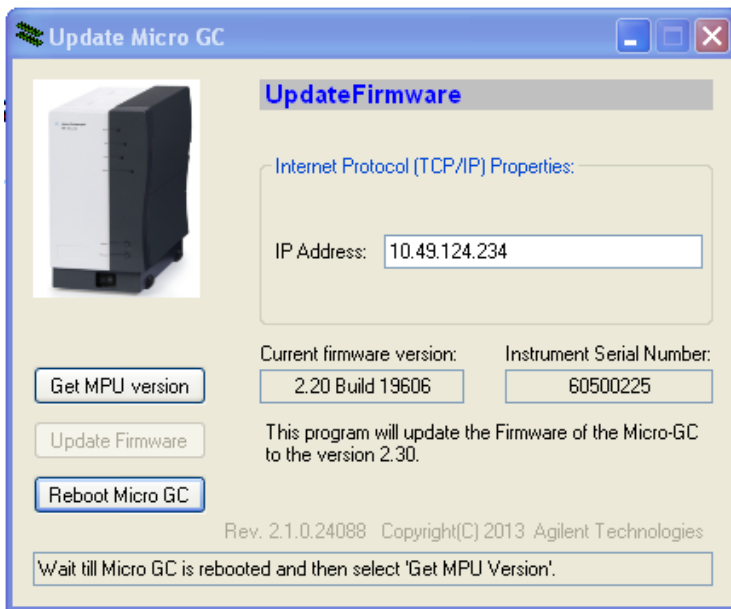 Update Micro GC
UpdateFirmware
Internet Protocol (TCP/IP) Properties:
IP Address: 10.49.124.234
Current firmware version: Instrument Serial Number:
Get MPU version 2.20 Build 19606 60500225
Update Firmware This program will update the Firmware of the Micro-GC
to the version 2.30.
Reboot Micro GC
Rev. 2.1.0.24088 Copyright(C) 2013 Agilent Technologies
Wait till Micro GC is rebooted and then select 'Get MPU Version'.